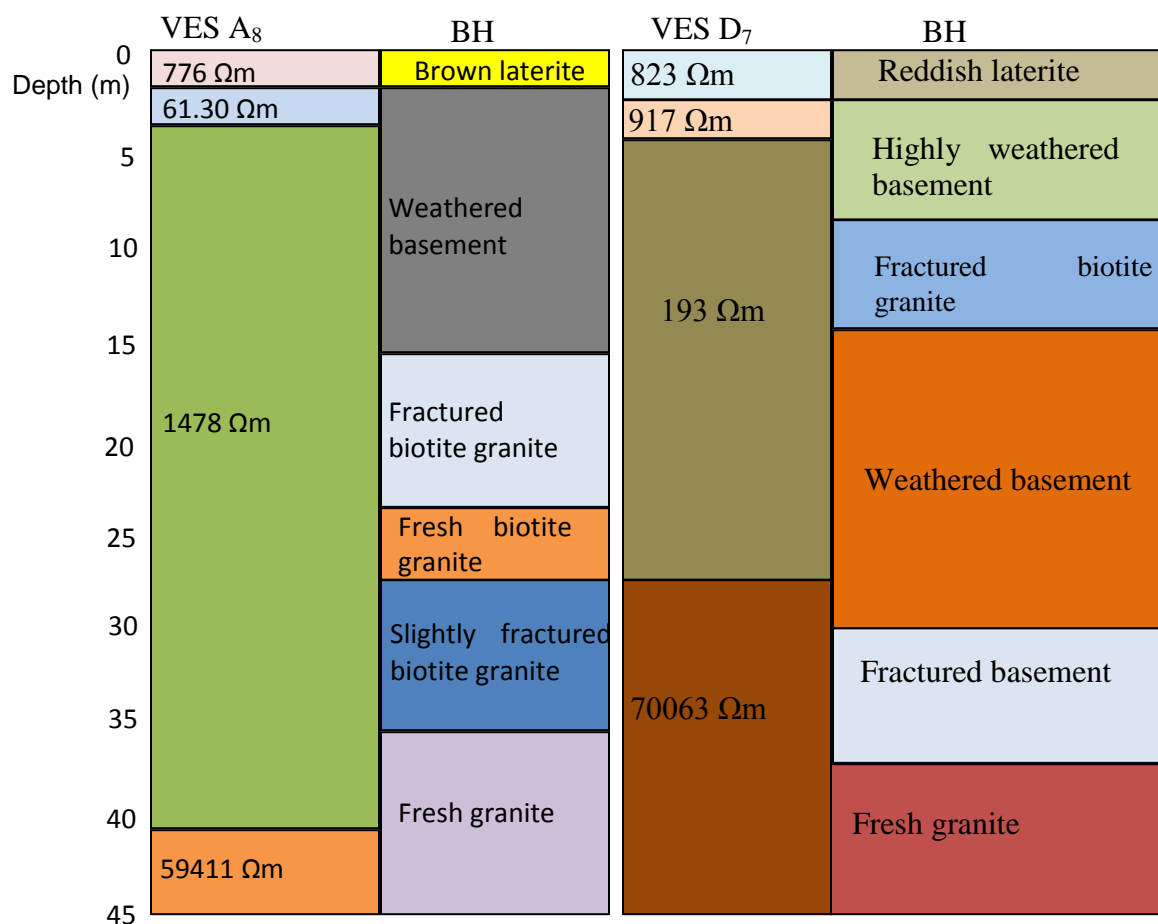 VES A8 BH VES D7 BH
0
Depth (m)
5
10
15
20
25
30
35
40
45
776 Ωm
61.30 Ωm
1478 Ωm
59411 Ωm
Brown laterite
Weathered
basement
Fractured
biotite granite
Fresh biotite
granite
Slightly fractured
biotite granite
Fresh granite
823 Ωm
917 Ωm
193 Ωm
70063 Ωm
Reddish laterite
Highly weathered
basement
Fractured biotite
granite
Weathered basement
Fractured basement
Fresh granite